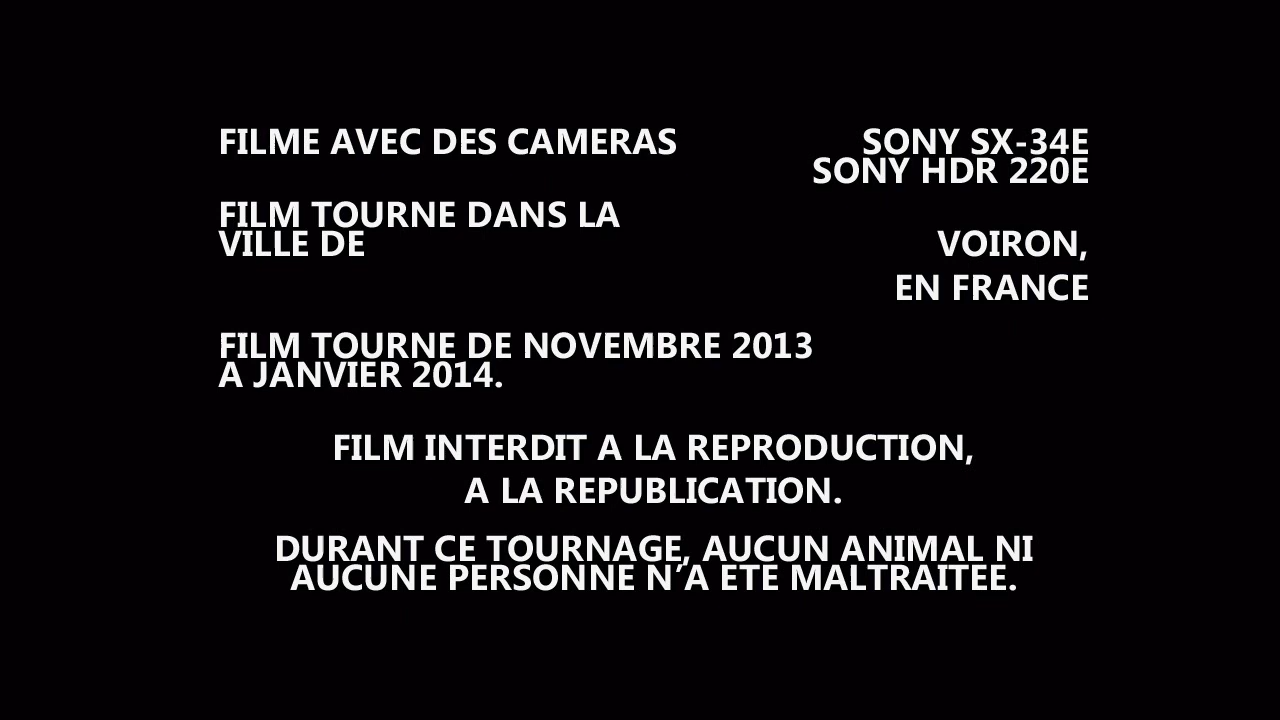 FILME AVEC DES CAMERAS SONY SX-34E
SONY HDR 220E
FILM TOURNE DANS LA
VILLE DE VOIRON,
EN FRANCE
FILM TOURNE DE NOVEMBRE 2013
A JANVIER 2014.
FILM INTERDIT A LA REPRODUCTION,
A LA REPUBLICATION.
DURANT CE TOURNAGE, AUCUN ANIMAL NI
AUCUNE PERSONNE N'A ETE MALTRAITEE.